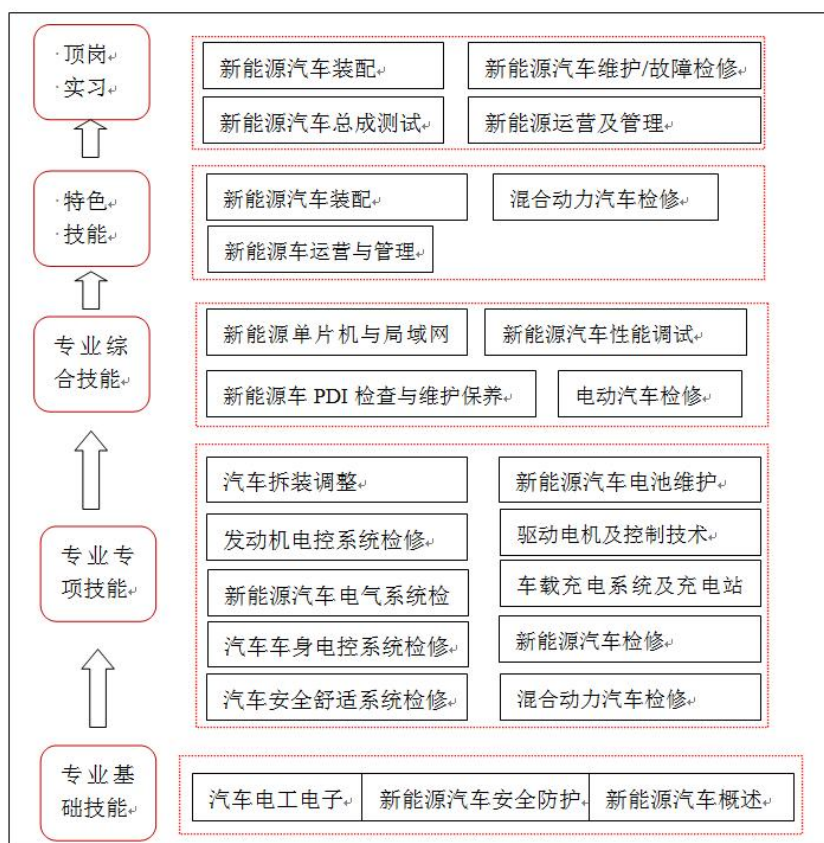 ·顶岗
·实习
新能源汽车装配
新能源汽车维护/故障检修
新能源汽车总成测试
新能源运营及管理
·特色
·技能
新能源汽车装配
混合动力汽车检修
新能源车运营与管理
专业综
合技能
新能源单片机与局域网
新能源汽车性能调试
新能源车 PDI 检查与维护保养
电动汽车检修
专业专
项技能
汽车拆装调整
新能源汽车电池维护
发动机电控系统检修
驱动电机及控制技术
新能源汽车电气系统检
车载充电系统及充电站
汽车车身电控系统检修
新能源汽车检修
汽车安全舒适系统检修
混合动力汽车检修
专业基
础技能
汽车电工电子
新能源汽车安全防护
新能源汽车概述